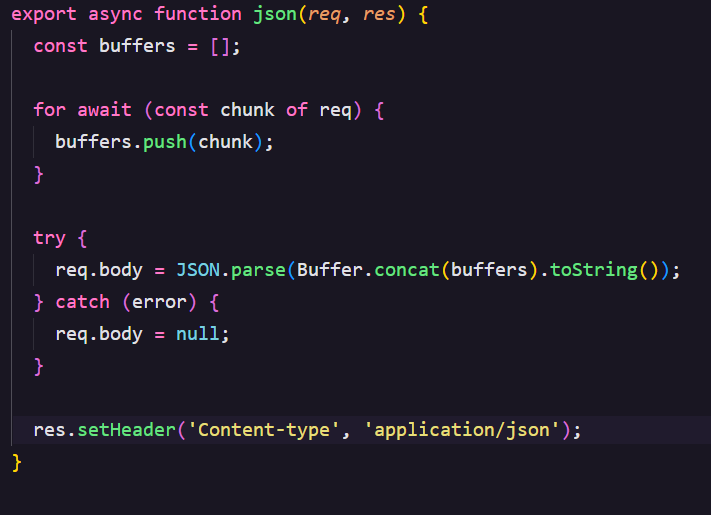 export async function json(req, res) {
  const buffers = [];
  for await (const chunk of req) {
    buffers.push(chunk);
  }
  try {
    req.body = JSON.parse(Buffer.concat(buffers).toString());
  } catch (error) {
    req.body = null;
  }
  res.setHeader('Content-type', 'application/json');
}